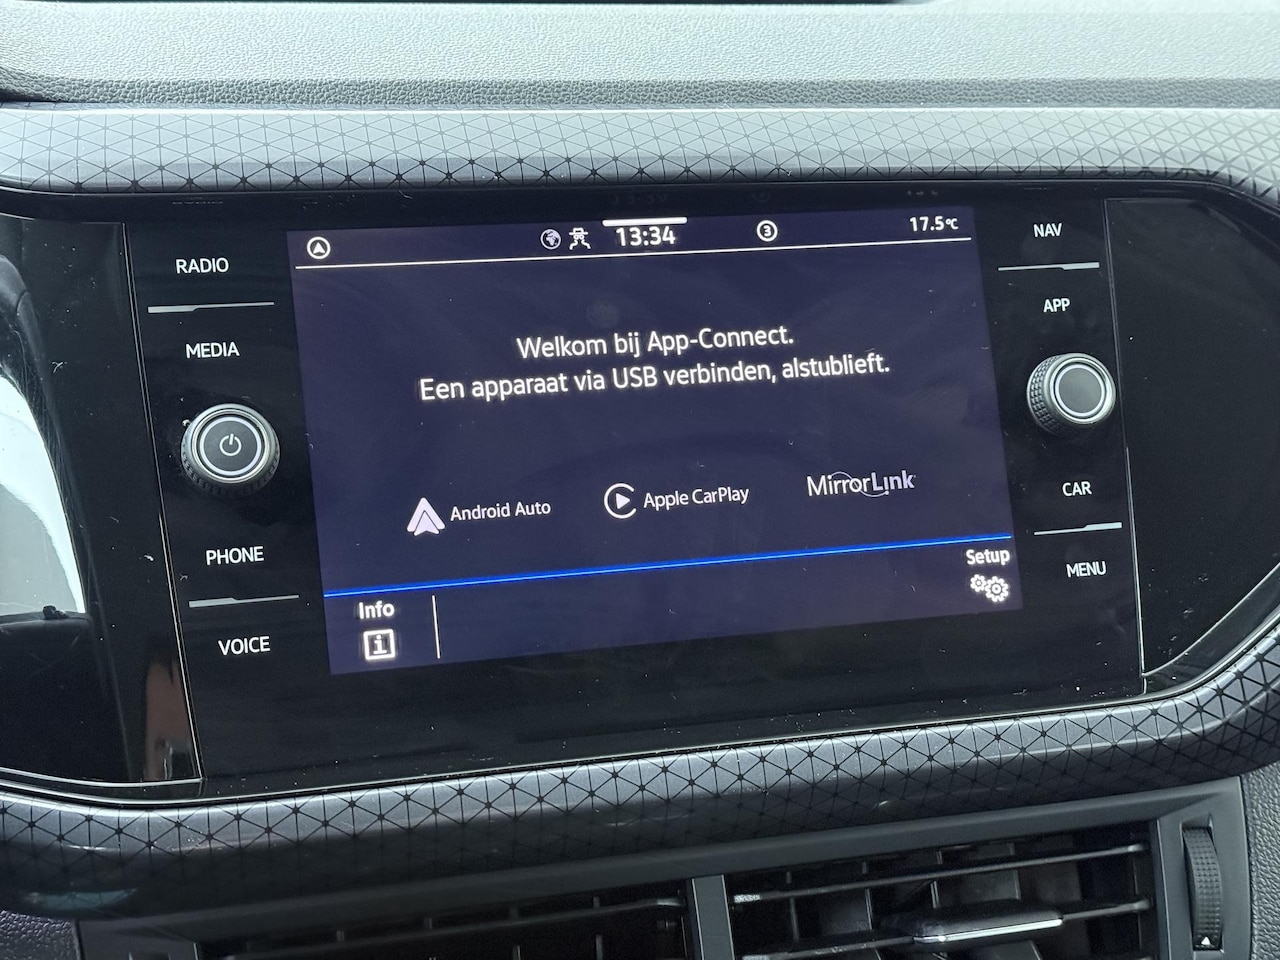 13:34
3
17.5°C
RADIO
MEDIA
PHONE
VOICE
Welkom bij App-Connect.
Een apparaat via USB verbinden, alstublieft.
Android Auto
Apple CarPlay
MirrorLink
Info
i
Setup
NAV
APP
CAR
MENU